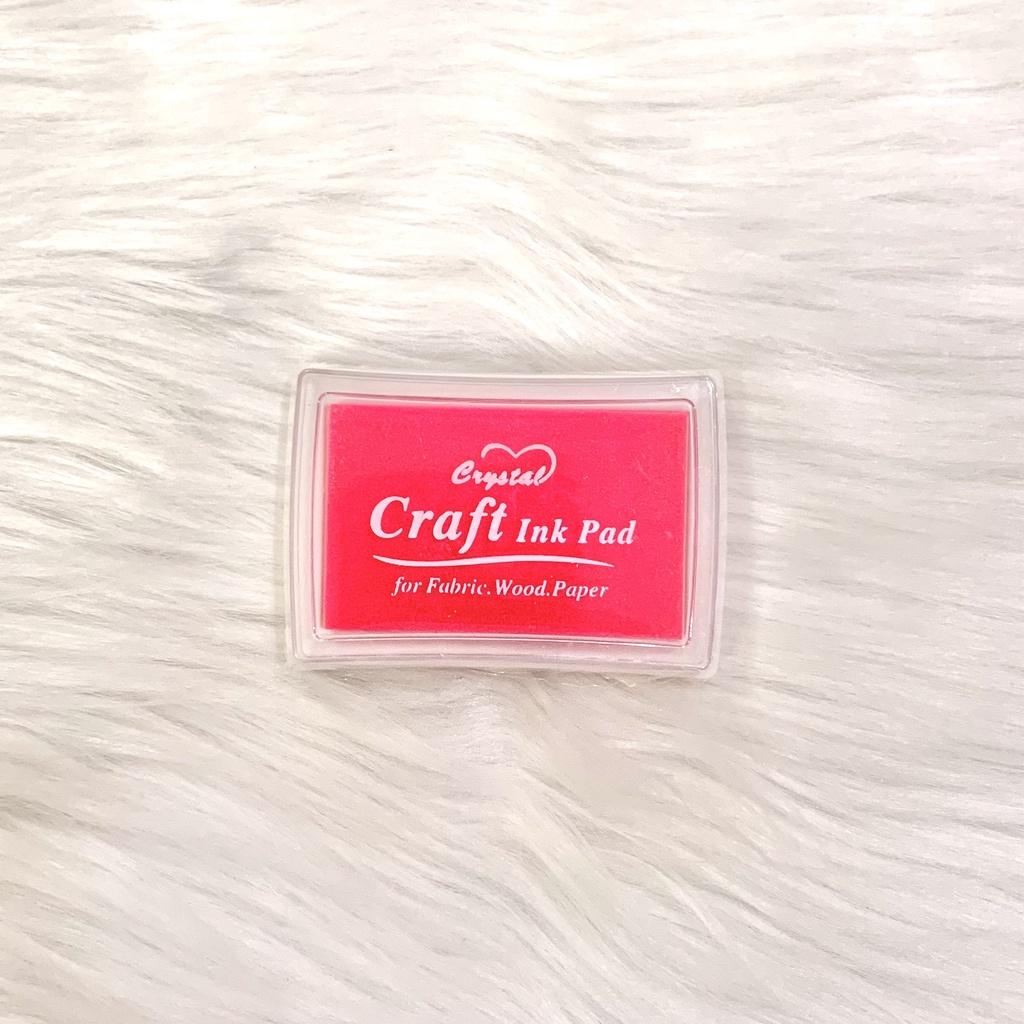 Crystal
Craft Ink Pad
for Fabric.Wood.Paper